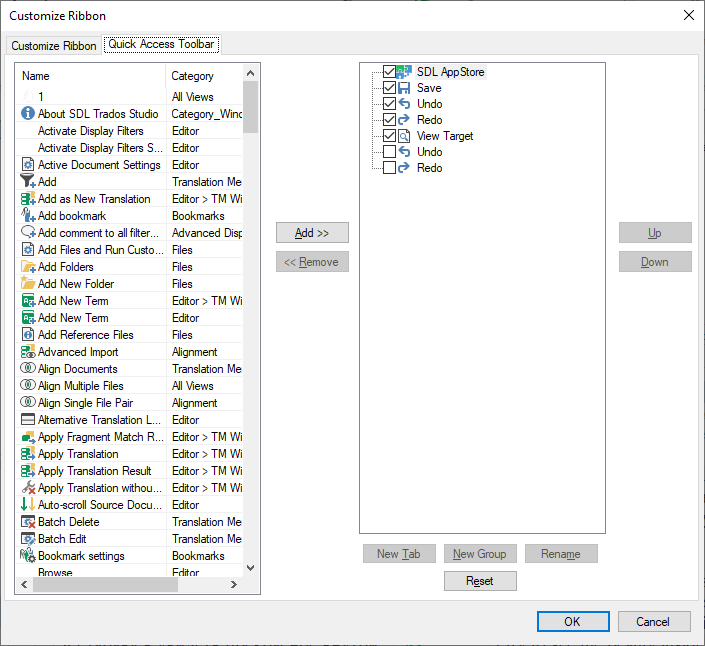 Customize Ribbon
Customize Ribbon Quick Access Toolbar
Name Category
1 All Views
About SDL Trados Studio Category_Wind
Activate Display Filters Editor
Activate Display Filters S... Editor
Active Document Settings Editor
Add Translation Me
Add as New Translation Editor > TM Wi
Add bookmark Bookmarks
Add comment to all filter... Advanced Disp
Add Files and Run Custo... Files
Add Folders Files
Add New Folder Files
Add New Term Editor > TM Wi
Add New Term Editor
Add Reference Files Files
Advanced Import Alignment
Align Documents Translation Me
Align Multiple Files All Views
Align Single File Pair Alignment
Alternative Translation L... Editor
Apply Fragment Match R... Editor > TM Wi
Apply Translation Editor > TM Wi
Apply Translation Result Editor > TM Wi
Apply Translation withou... Editor > TM Wi
Auto-scroll Source Docu... Editor
Batch Delete Translation Me
Batch Edit Translation Me
Bookmark settings Bookmarks
Browse Editor
Add >>
<< Remove
SDL AppStore
Save
Undo
Redo
View Target
Undo
Redo
Up
Down
New Tab New Group Rename
Reset
OK Cancel